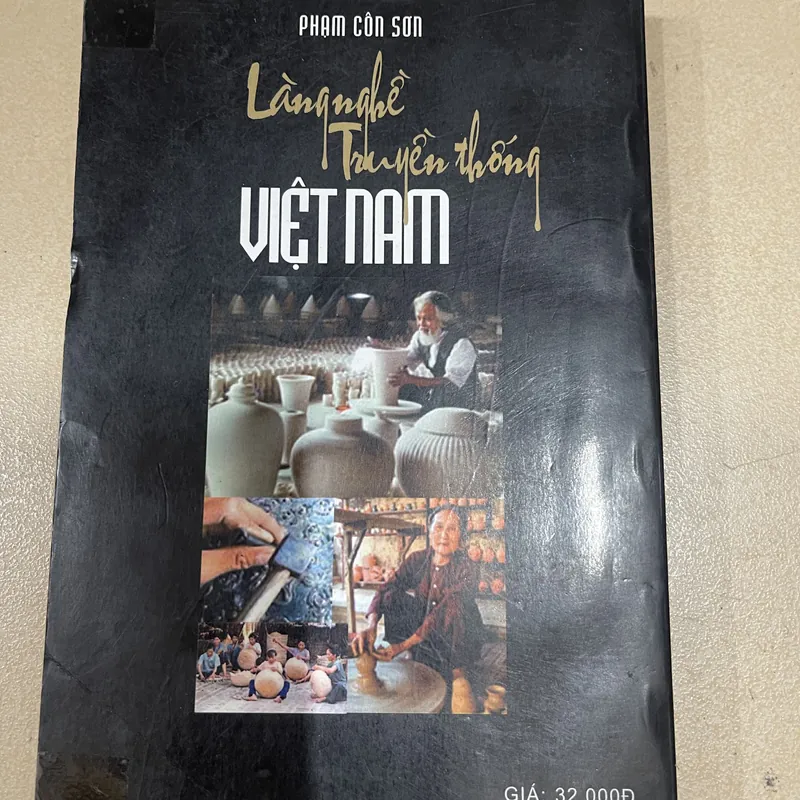 PHẠM CÔN SƠN
Làng nghề
Truyền thống
VIỆT NAM
GIÁ: 32.000Đ